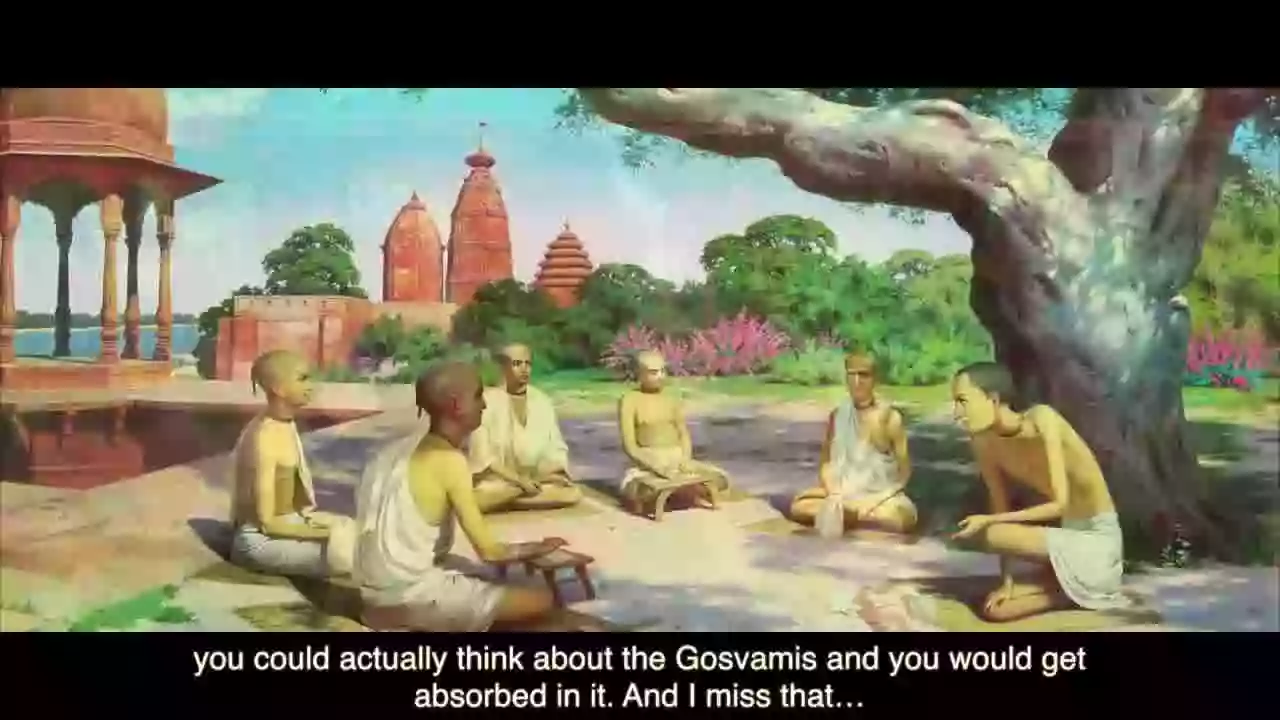 you could actually think about the Gosvamis and you would get
absorbed in it. And I miss that…